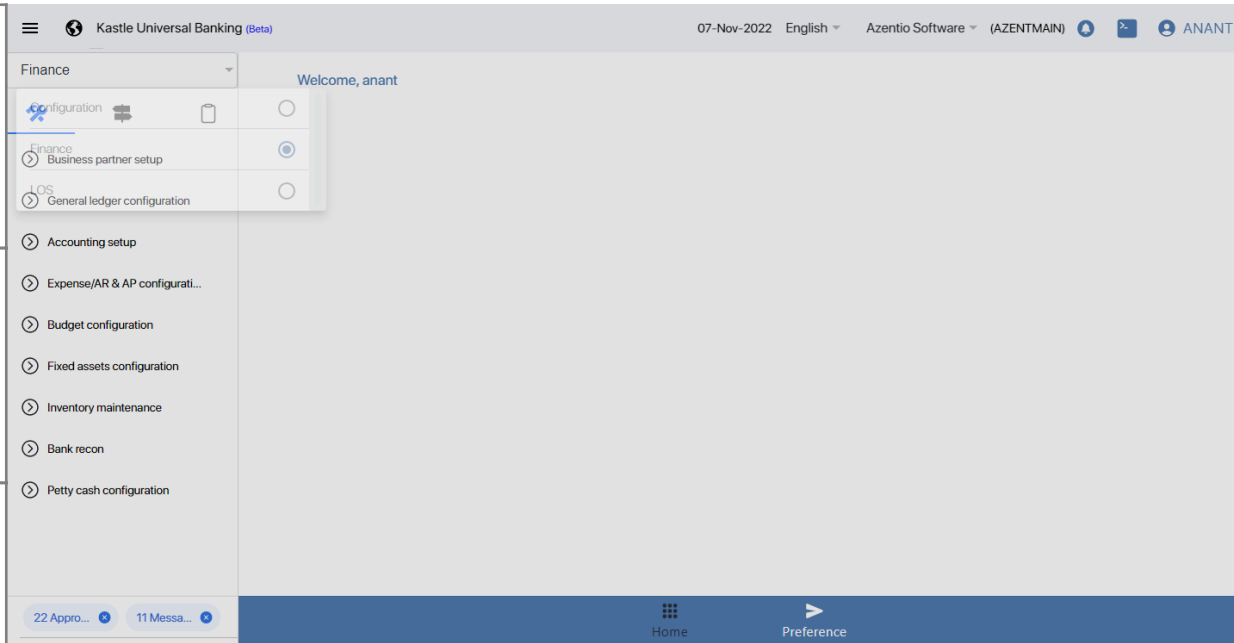 Kastle Universal Banking (Beta) 07-Nov-2022 English Azentio Software (AZENTMAIN) ANANT
Finance
Welcome, anant
Configuration
Finance
Business partner setup
LOS
General ledger configuration
Accounting setup
Expense/AR & AP configurati...
Budget configuration
Fixed assets configuration
Inventory maintenance
Bank recon
Petty cash configuration
22 Appro... 11 Messa...
Home Preference